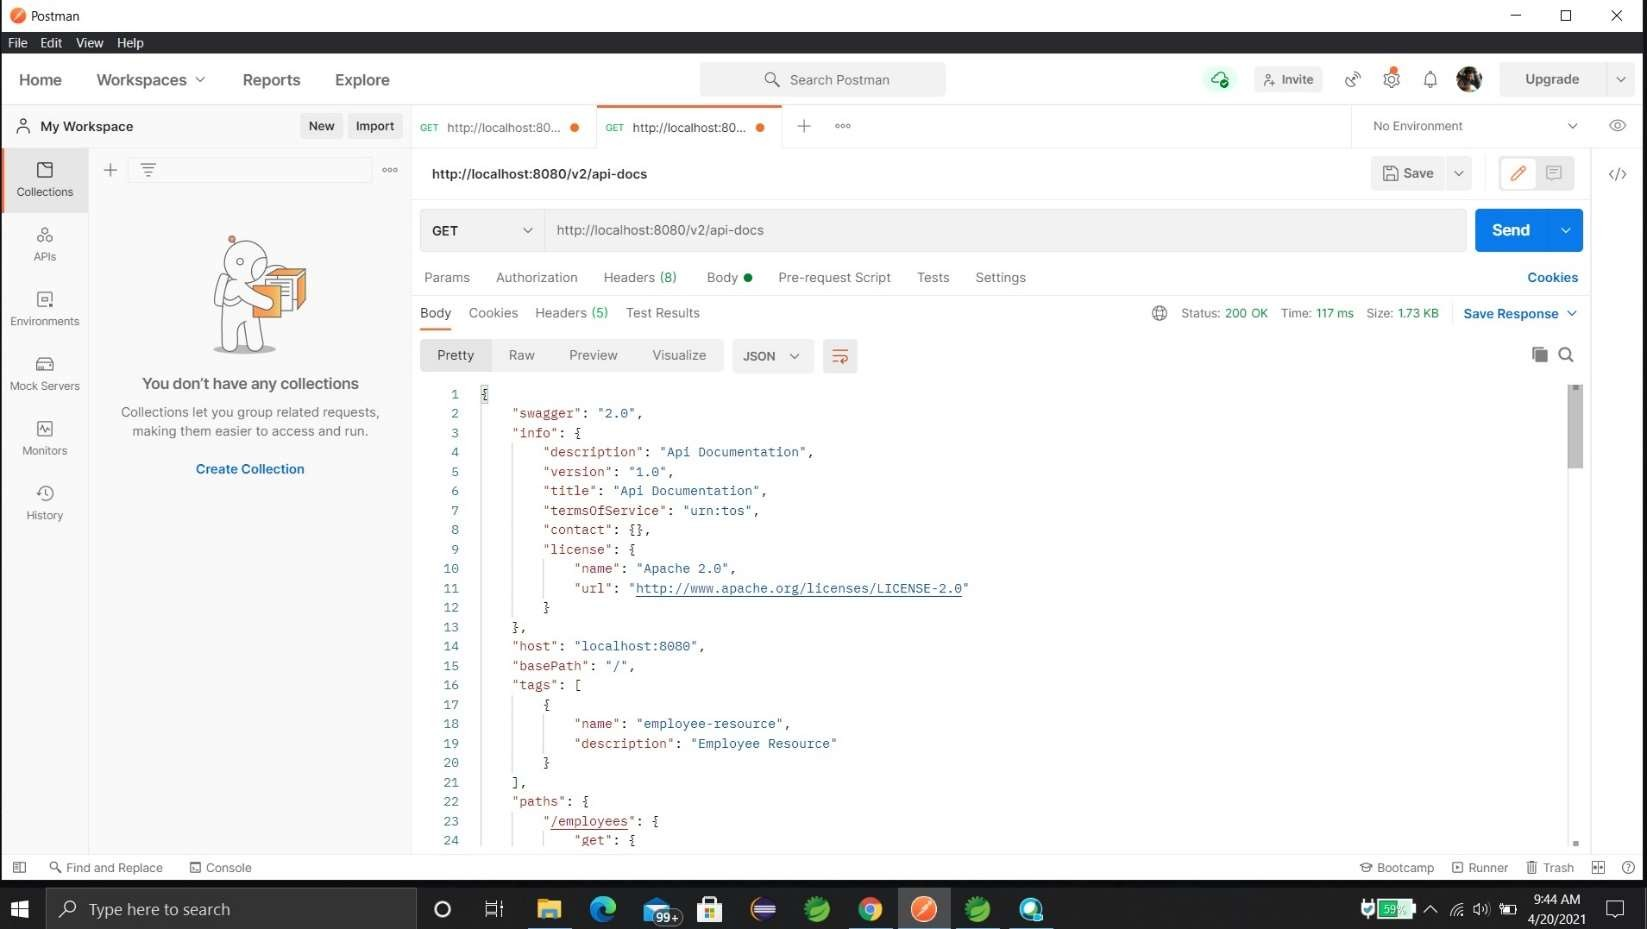 Postman
File Edit View Help
Home Workspaces Reports Explore Search Postman Invite Upgrade
My Workspace New Import GET http://localhost:80... GET http://localhost:80... No Environment
Collections
APIs
Environments
Mock Servers
Monitors
History
You don't have any collections
Collections let you group related requests,
making them easier to access and run.
Create Collection
http://localhost:8080/v2/api-docs Save
GET http://localhost:8080/v2/api-docs Send
Params Authorization Headers (8) Body Pre-request Script Tests Settings Cookies
Body Cookies Headers (5) Test Results Status: 200 OK Time: 117 ms Size: 1.73 KB Save Response
Pretty Raw Preview Visualize JSON
1 {
2 "swagger": "2.0",
3 "info": {
4 "description": "Api Documentation",
5 "version": "1.0",
6 "title": "Api Documentation",
7 "termsOfService": "urn:tos",
8 "contact": {},
9 "license": {
10 "name": "Apache 2.0",
11 "url": "http://www.apache.org/licenses/LICENSE-2.0"
12 }
13 },
14 "host": "localhost:8080",
15 "basePath": "/",
16 "tags": [
17 {
18 "name": "employee-resource",
19 "description": "Employee Resource"
20 }
21 ],
22 "paths": {
23 "/employees": {
24 "get": {
Find and Replace Console Bootcamp Runner Trash
Type here to search 99+ 59% 9:44 AM
4/20/2021